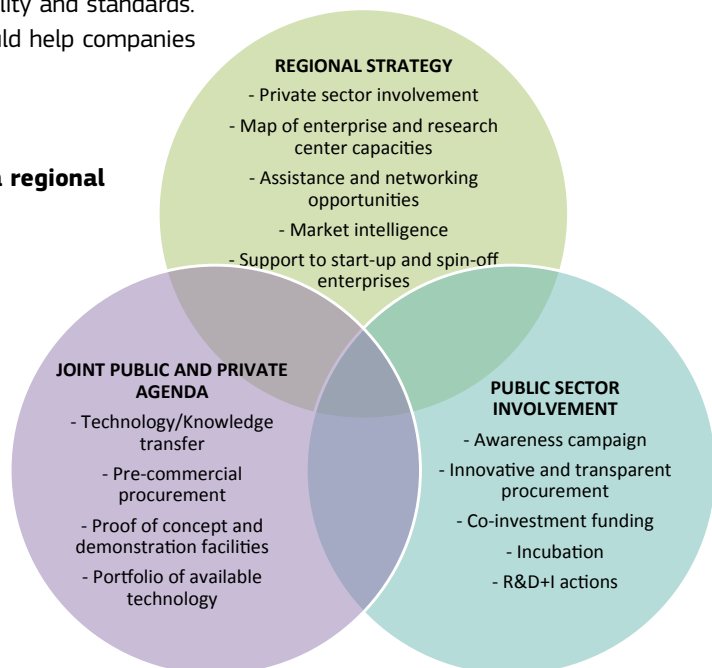 lity and standards.
uld help companies
regional
REGIONAL STRATEGY
- Private sector involvement
- Map of enterprise and research
center capacities
- Assistance and networking
opportunities
- Market intelligence
- Support to start-up and spin-off
enterprises
JOINT PUBLIC AND PRIVATE
AGENDA
- Technology/Knowledge
transfer
- Pre-commercial
procurement
- Proof of concept and
demonstration facilities
- Portfolio of available
technology
PUBLIC SECTOR
INVOLVEMENT
- Awareness campaign
- Innovative and transparent
procurement
- Co-investment funding
- Incubation
- R&D+I actions